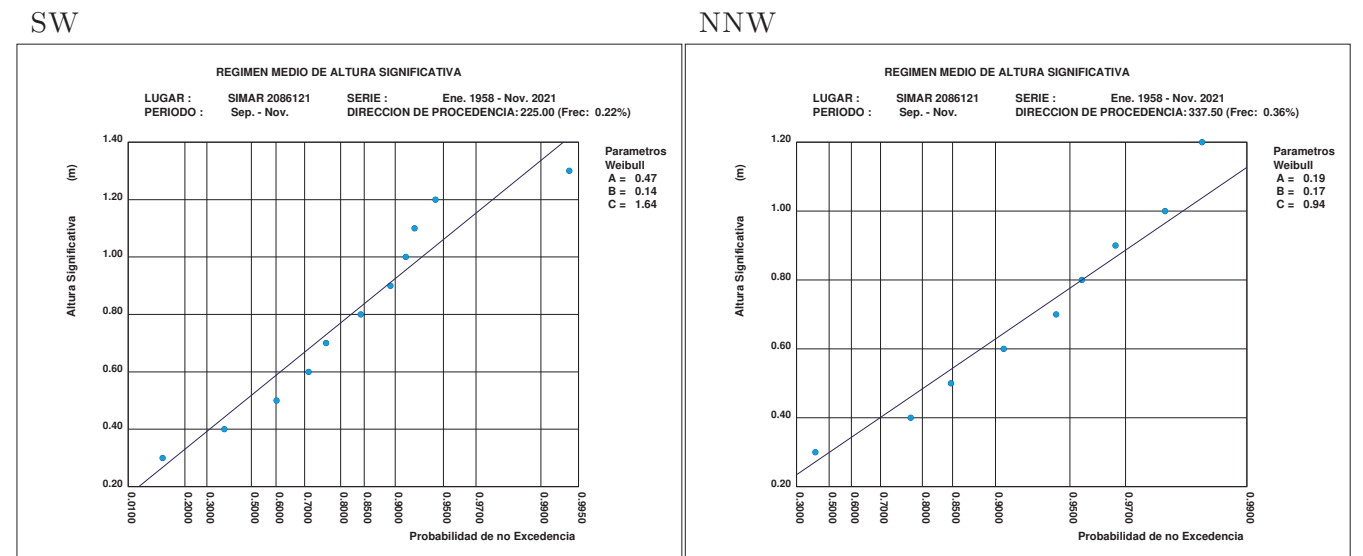 SW
REGIMEN MEDIO DE ALTURA SIGNIFICATIVA
LUGAR : SIMAR 2086121 SERIE : Ene. 1958 - Nov. 2021
PERIODO : Sep. - Nov. DIRECCION DE PROCEDENCIA: 225.00 (Frec: 0.22%)
Parametros
Weibull
A = 0.47
B = 0.14
C = 1.64
Altura Significativa (m)
1.40
1.20
1.00
0.80
0.60
0.40
0.20
0.0100 0.2000 0.3000 0.5000 0.6000 0.7000 0.8000 0.8500 0.9000 0.9500 0.9700 0.9900 0.9950
Probabilidad de no Excedencia
NNW
REGIMEN MEDIO DE ALTURA SIGNIFICATIVA
LUGAR : SIMAR 2086121 SERIE : Ene. 1958 - Nov. 2021
PERIODO : Sep. - Nov. DIRECCION DE PROCEDENCIA: 337.50 (Frec: 0.36%)
Parametros
Weibull
A = 0.19
B = 0.17
C = 0.94
Altura Significativa (m)
1.20
1.00
0.80
0.60
0.40
0.20
0.3000 0.5000 0.6000 0.7000 0.8000 0.8500 0.9000 0.9500 0.9700 0.9900
Probabilidad de no Excedencia